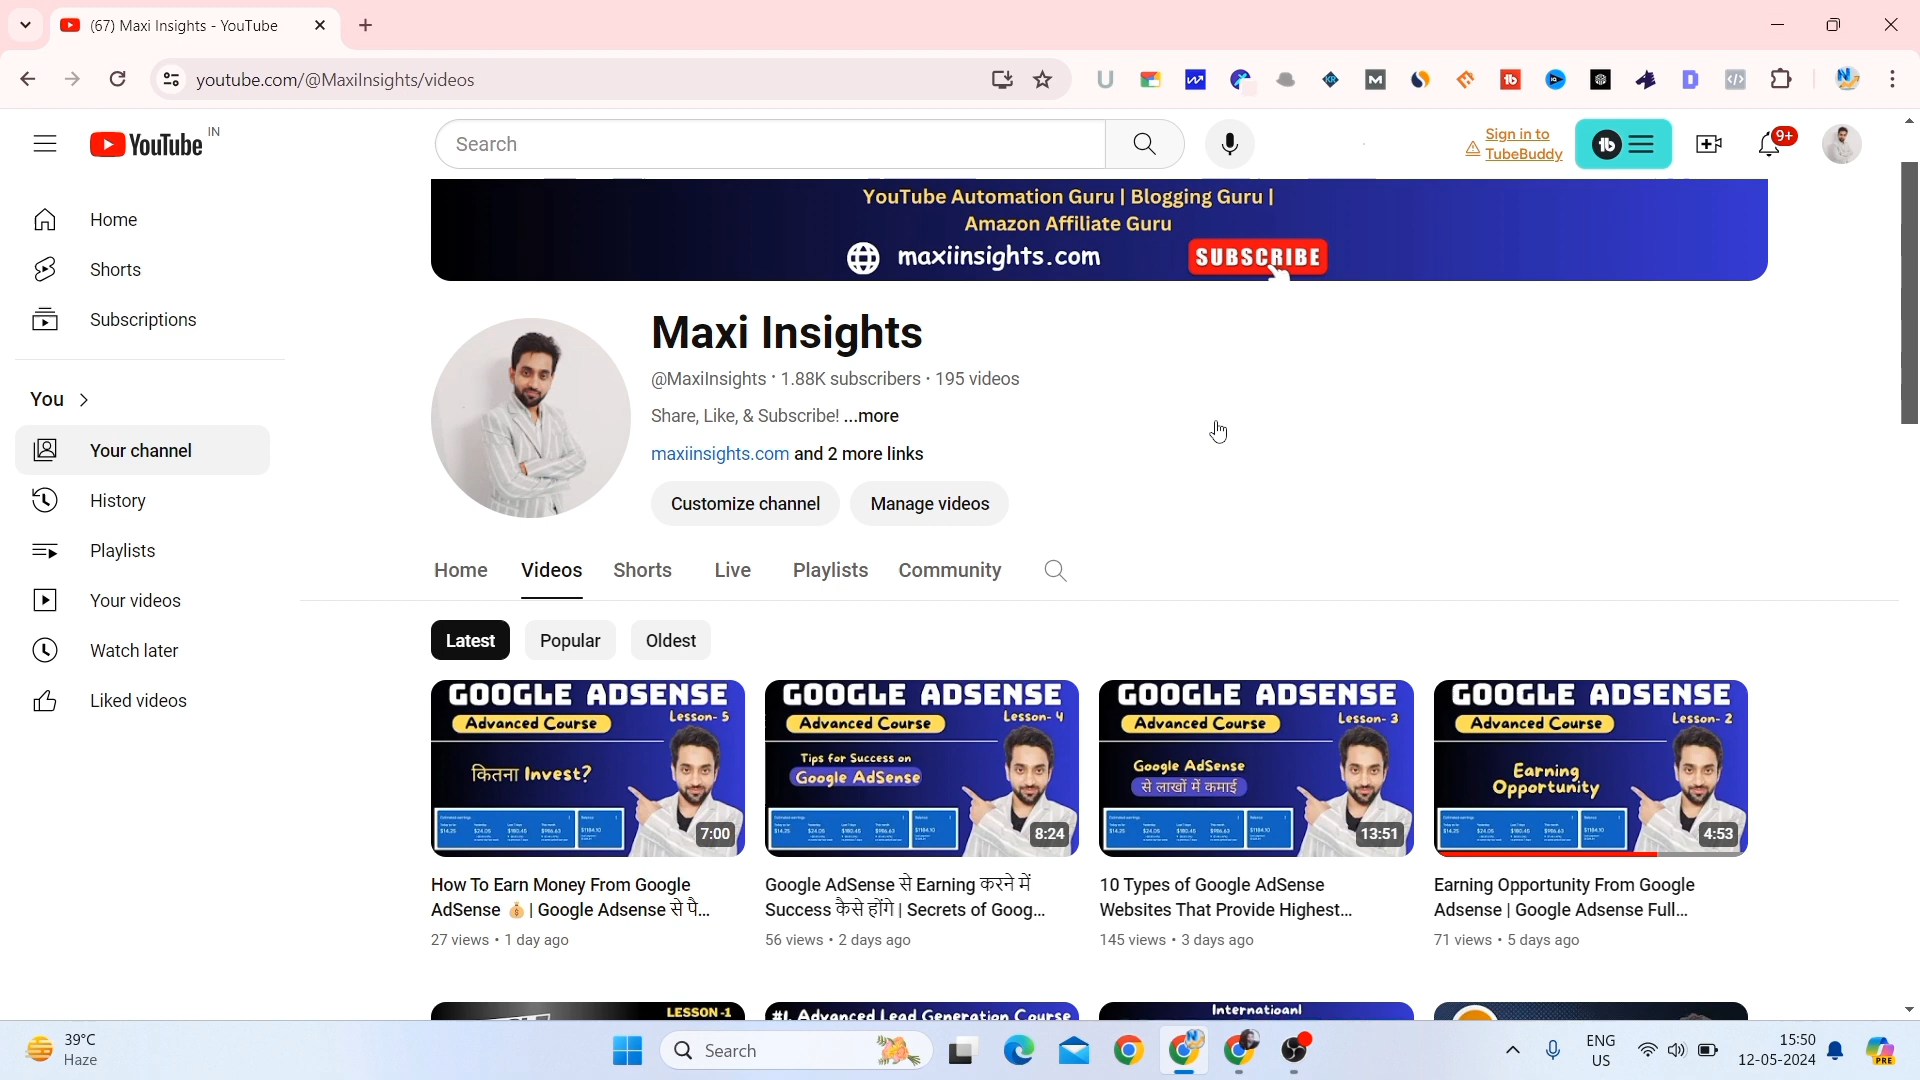 (67) Maxi Insights - YouTube
youtube.com/@MaxiInsights/videos
YouTube IN
Search
Sign in to
TubeBuddy
9+
Home
Shorts
Subscriptions
You
Your channel
History
Playlists
Your videos
Watch later
Liked videos
YouTube Automation Guru | Blogging Guru |
Amazon Affiliate Guru
maxiinsights.com
SUBSCRIBE
Maxi Insights
@MaxiInsights · 1.88K subscribers · 195 videos
Share, Like, & Subscribe! ...more
maxiinsights.com and 2 more links
Customize channel
Manage videos
Home Videos Shorts Live Playlists Community
Latest Popular Oldest
GOOGLE ADSENSE
Advanced Course
Lesson- 5
कितना Invest?
7:00
How To Earn Money From Google
AdSense 💰 | Google Adsense से पै...
27 views • 1 day ago
GOOGLE ADSENSE
Advanced Course
Lesson- 4
Tips for Success on
Google AdSense
8:24
Google AdSense से Earning करने में
Success कैसे होंगे | Secrets of Goog...
56 views • 2 days ago
GOOGLE ADSENSE
Advanced Course
Lesson- 3
Google AdSense
से लाखों में कमाई
13:51
10 Types of Google AdSense
Websites That Provide Highest...
145 views • 3 days ago
GOOGLE ADSENSE
Advanced Course
Lesson- 2
Earning
Opportunity
4:53
Earning Opportunity From Google
Adsense | Google Adsense Full...
71 views • 5 days ago
LESSON -1
#1. Advanced Lead Generation Course
Internatioanl
39°C
Haze
Search
ENG
US
15:50
12-05-2024
PRE